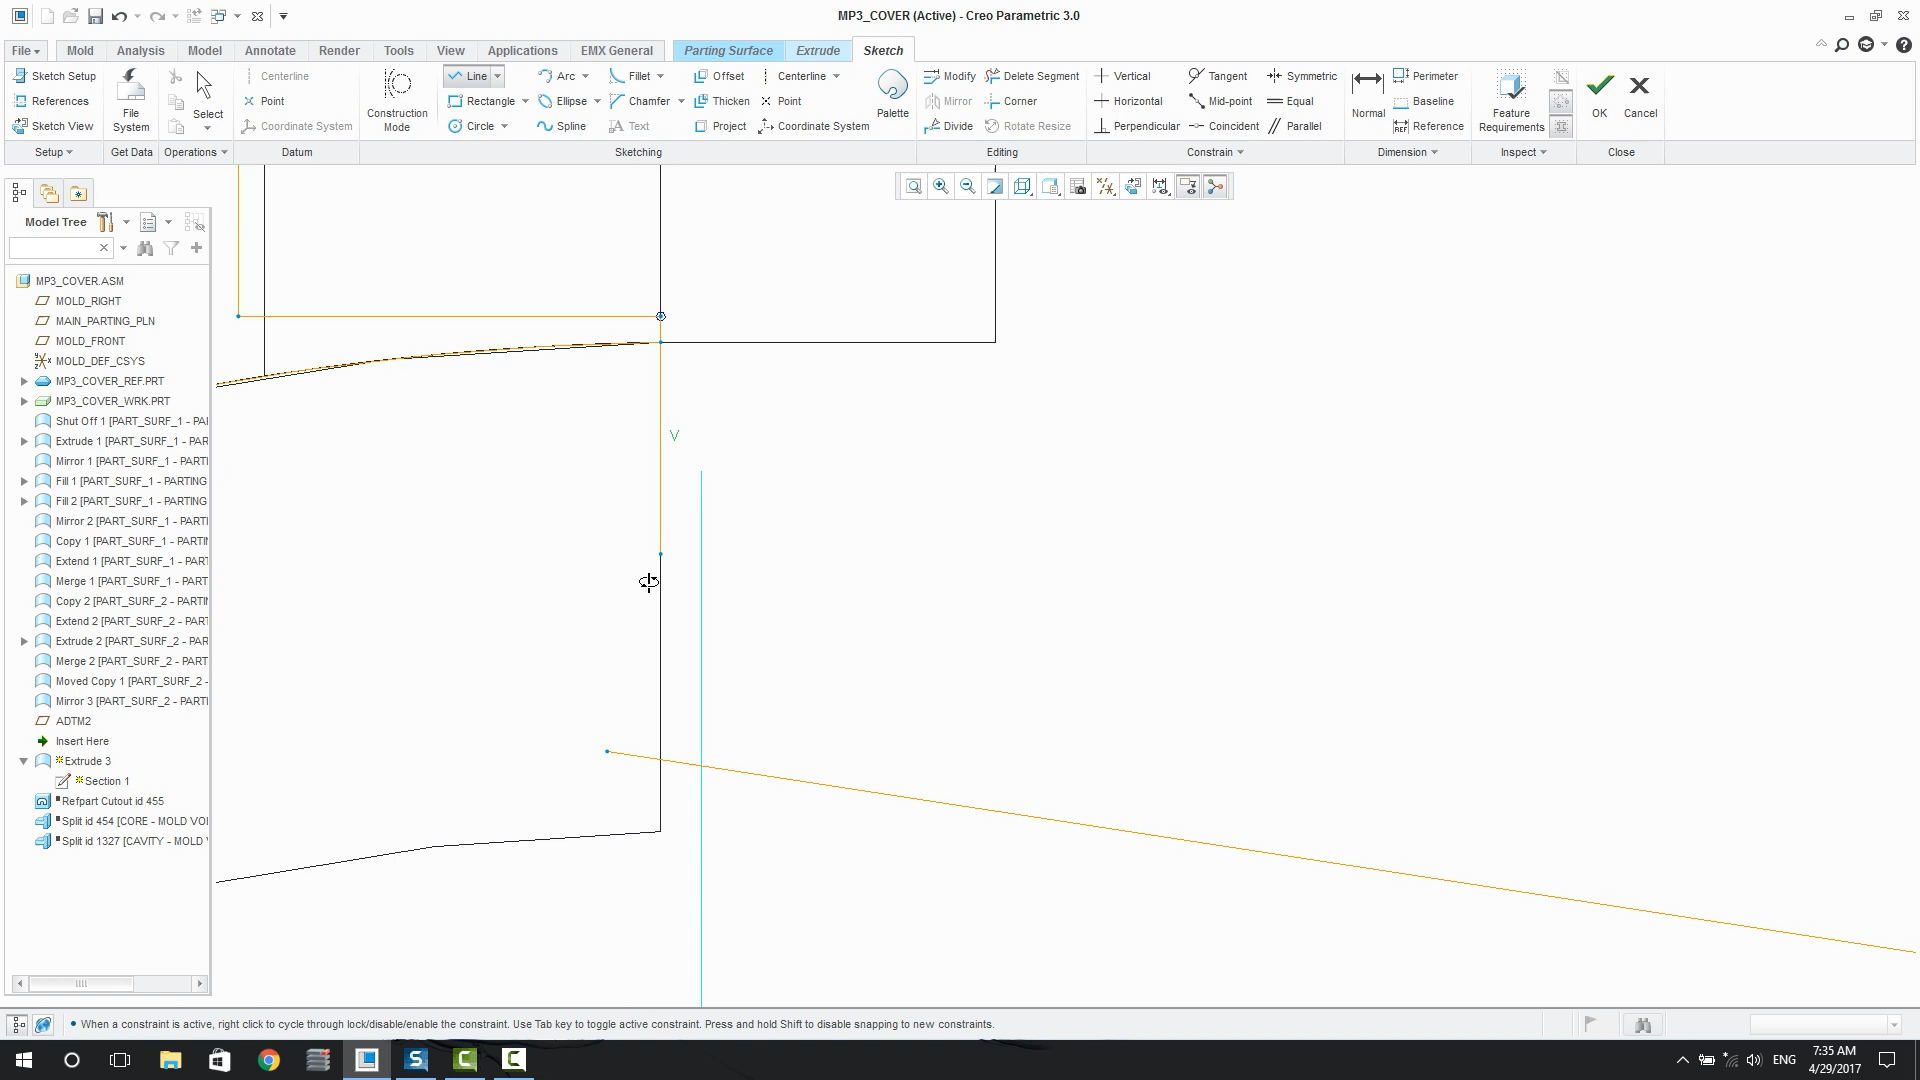 MP3_COVER (Active) - Creo Parametric 3.0
File Mold Analysis Model Annotate Render Tools View Applications EMX General Parting Surface Extrude Sketch
Sketch Setup
References
Sketch View
File System
Select
Centerline
Point
Coordinate System
Construction Mode
Line Arc Fillet Offset Centerline
Rectangle Ellipse Chamfer Thicken Point
Circle Spline Text Project Coordinate System
Palette
Modify Delete Segment
Mirror Corner
Divide Rotate Resize
Vertical Tangent Symmetric
Horizontal Mid-point Equal
Perpendicular Coincident Parallel
Normal
Perimeter
Baseline
REF Reference
Feature Requirements
OK
Cancel
Setup Get Data Operations Datum Sketching Editing Constrain Dimension Inspect Close
Model Tree
MP3_COVER.ASM
MOLD_RIGHT
MAIN_PARTING_PLN
MOLD_FRONT
MOLD_DEF_CSYS
MP3_COVER_REF.PRT
MP3_COVER_WRK.PRT
Shut Off 1 [PART_SURF_1 - PAI
Extrude 1 [PART_SURF_1 - PAR
Mirror 1 [PART_SURF_1 - PARTI
Fill 1 [PART_SURF_1 - PARTING
Fill 2 [PART_SURF_1 - PARTING
Mirror 2 [PART_SURF_1 - PARTI
Copy 1 [PART_SURF_1 - PARTII
Extend 1 [PART_SURF_1 - PART
Merge 1 [PART_SURF_1 - PARTI
Copy 2 [PART_SURF_2 - PARTII
Extend 2 [PART_SURF_2 - PART
Extrude 2 [PART_SURF_2 - PAR
Merge 2 [PART_SURF_2 - PART
Moved Copy 1 [PART_SURF_2 -
Mirror 3 [PART_SURF_2 - PARTI
ADTM2
Insert Here
Extrude 3
Section 1
Refpart Cutout id 455
Split id 454 [CORE - MOLD VOI
Split id 1327 [CAVITY - MOLD
V
When a constraint is active, right click to cycle through lock/disable/enable the constraint. Use Tab key to toggle active constraint. Press and hold Shift to disable snapping to new constraints.
ENG
7:35 AM
4/29/2017